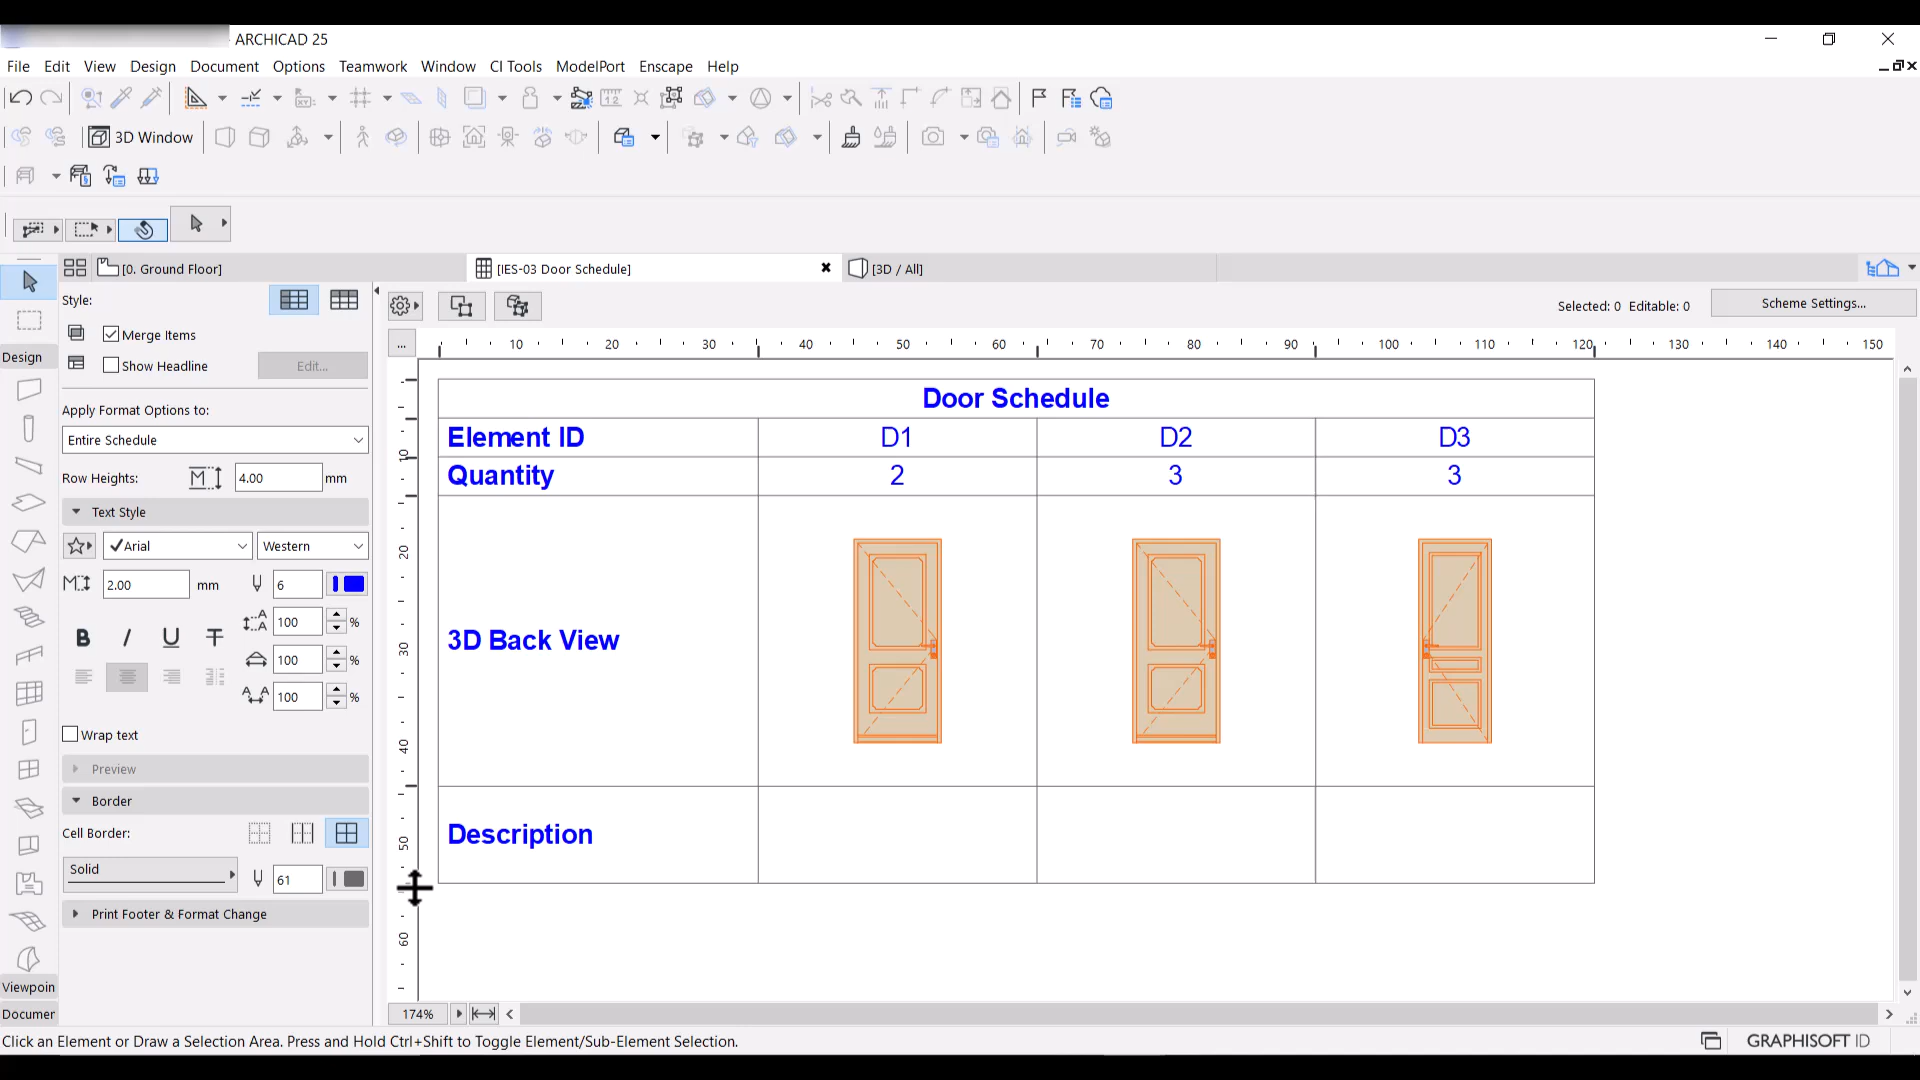 ARCHICAD 25
File Edit View Design Document Options Teamwork Window CI Tools ModelPort Enscape Help
3D Window
[0. Ground Floor] [IES-03 Door Schedule] [3D / All]
Style:
Selected: 0 Editable: 0 Scheme Settings...
Merge Items
Show Headline Edit...
... 10 20 30 40 50 60 70 80 90 100 110 120 130 140 150
Apply Format Options to:
Entire Schedule
Row Heights: 4.00 mm
Text Style
Arial Western
2.00 mm 6
100 %
100 %
100 %
Wrap text
Preview
Border
Cell Border:
Solid 61
Print Footer & Format Change
Design
Viewpoin
Documer
10
20
30
40
50
60
Door Schedule
Element ID D1 D2 D3
Quantity 2 3 3
3D Back View
Description
174%
Click an Element or Draw a Selection Area. Press and Hold Ctrl+Shift to Toggle Element/Sub-Element Selection.
GRAPHISOFT ID